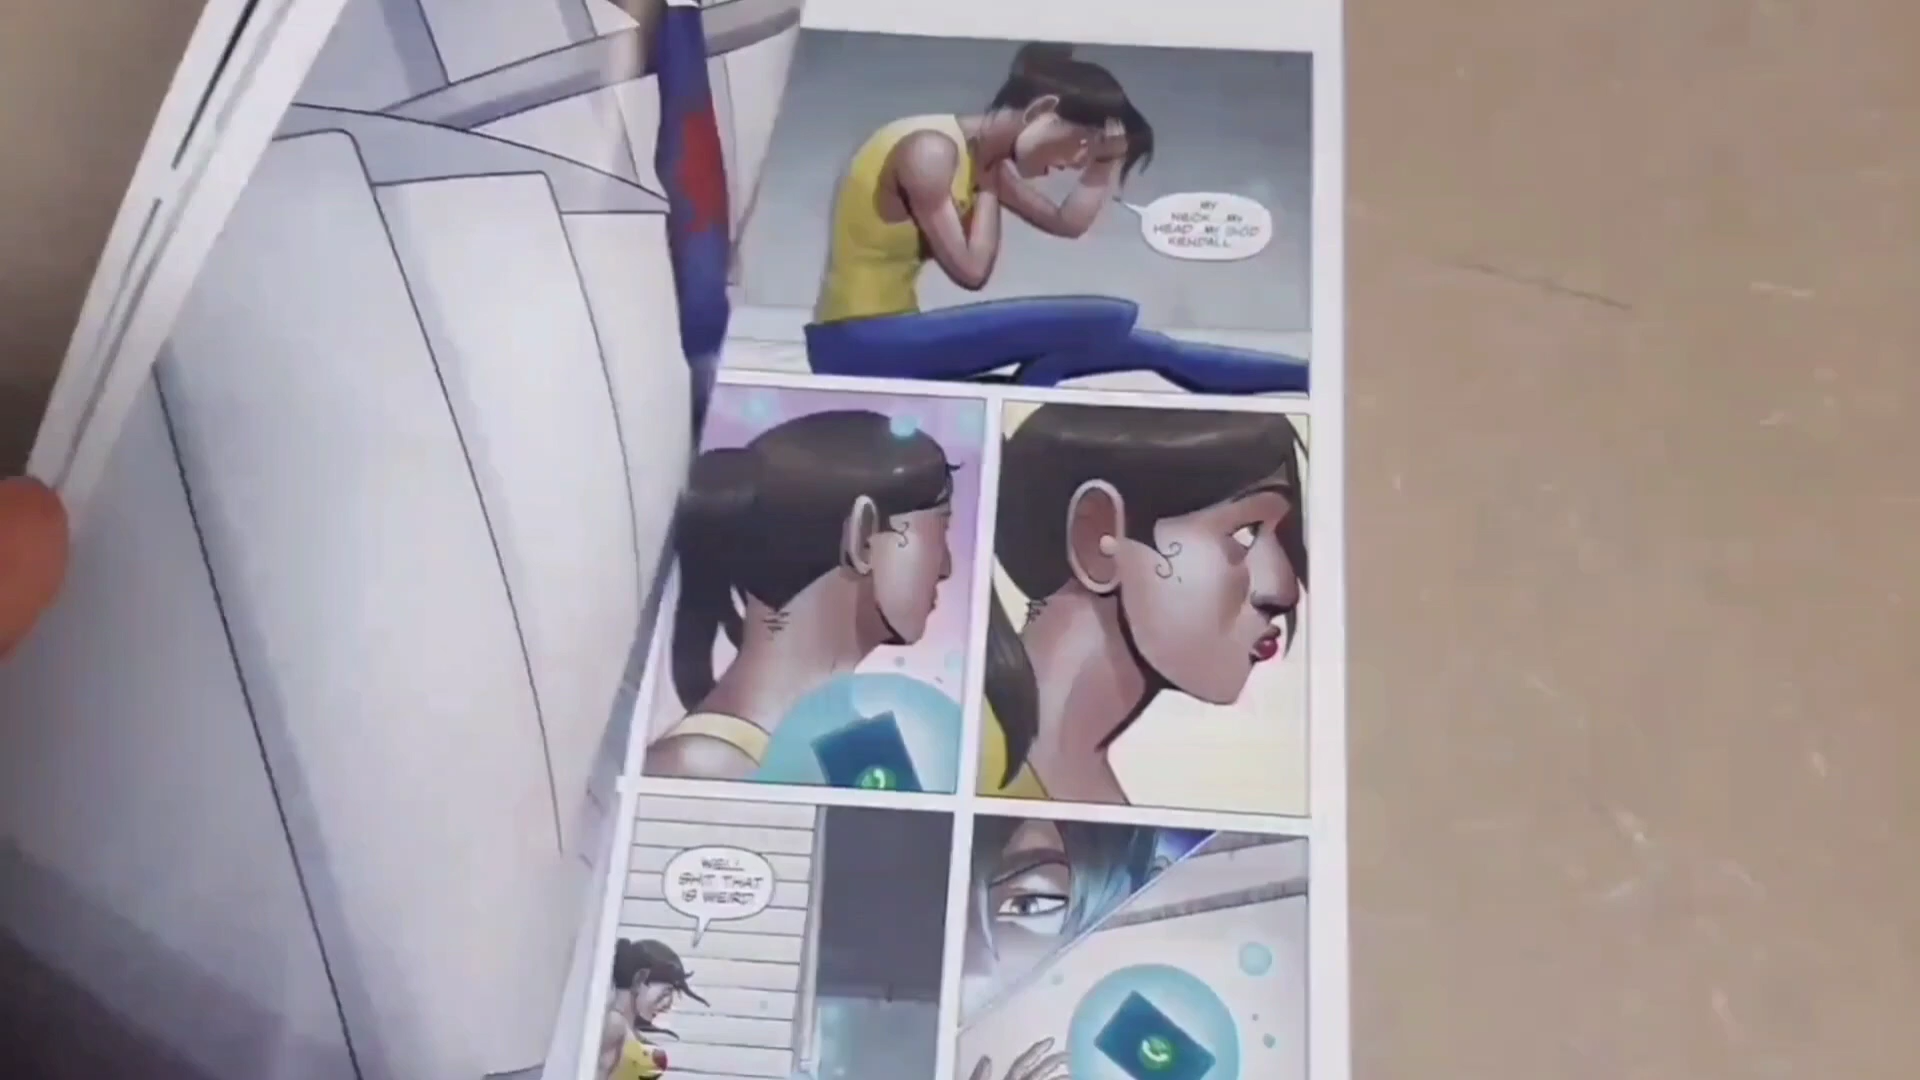 MY
NECK...MY
HEAD..MY GOD
KENDALL
WELL
SHIT THAT
IS WEIRD.